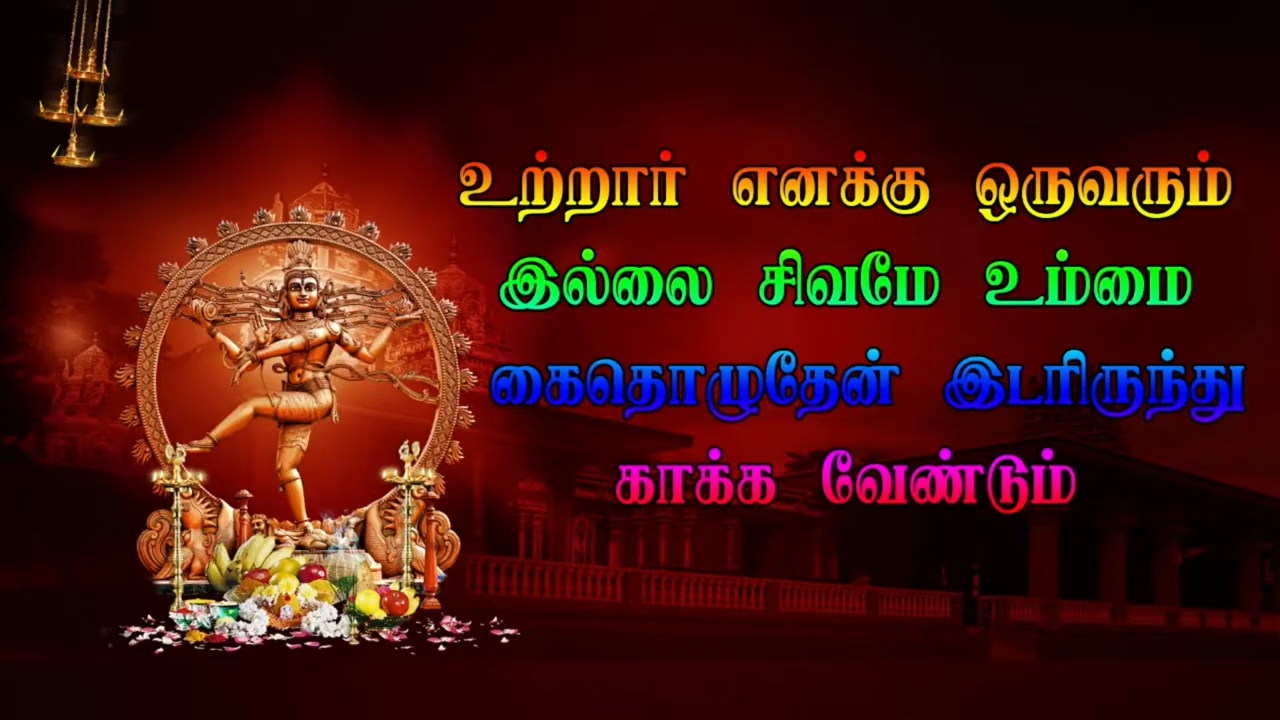 உற்றார் எனக்கு ஒருவரும்
இல்லை சிவமே உம்மை
கைதொழுதேன் இடரிருந்து
காக்க வேண்டும்